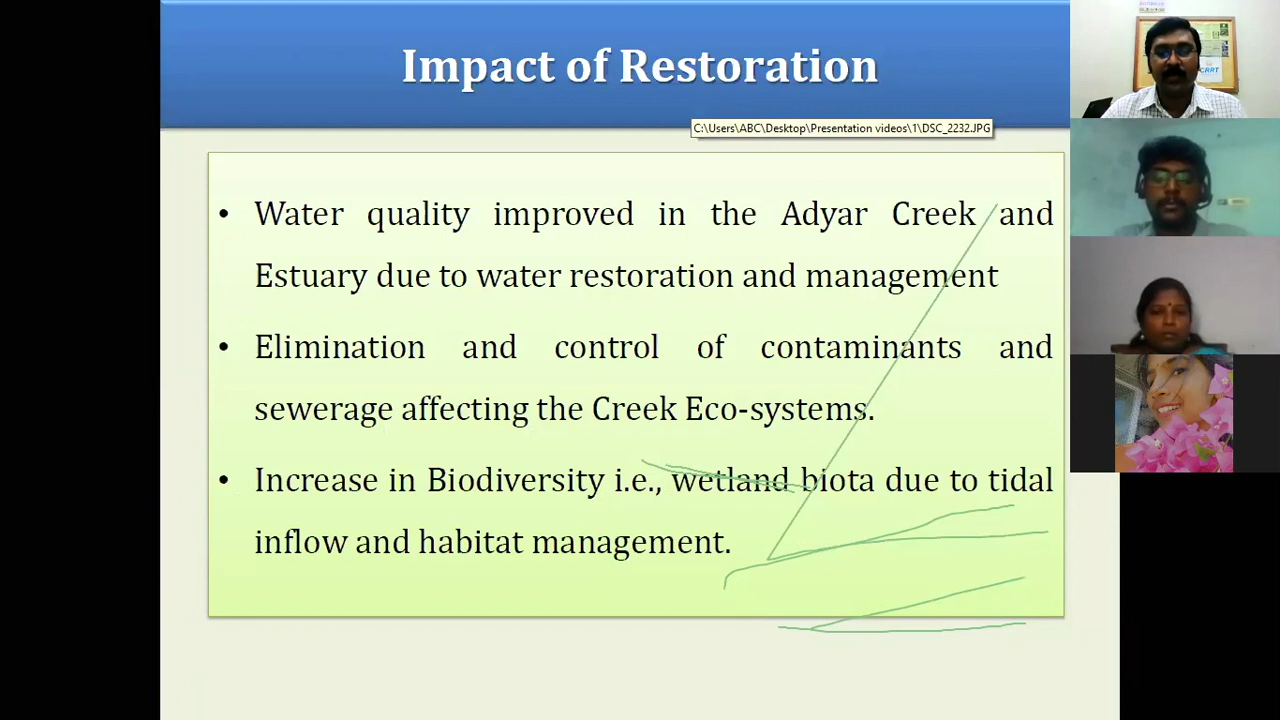 Impact of Restoration
C:\Users\ABC\Desktop\Presentation videos\1\DSC_2232.JPG
• Water quality improved in the Adyar Creek and
Estuary due to water restoration and management
• Elimination and control of contaminants and
sewerage affecting the Creek Eco-systems.
• Increase in Biodiversity i.e., wetland biota due to tidal
inflow and habitat management.
CRRT